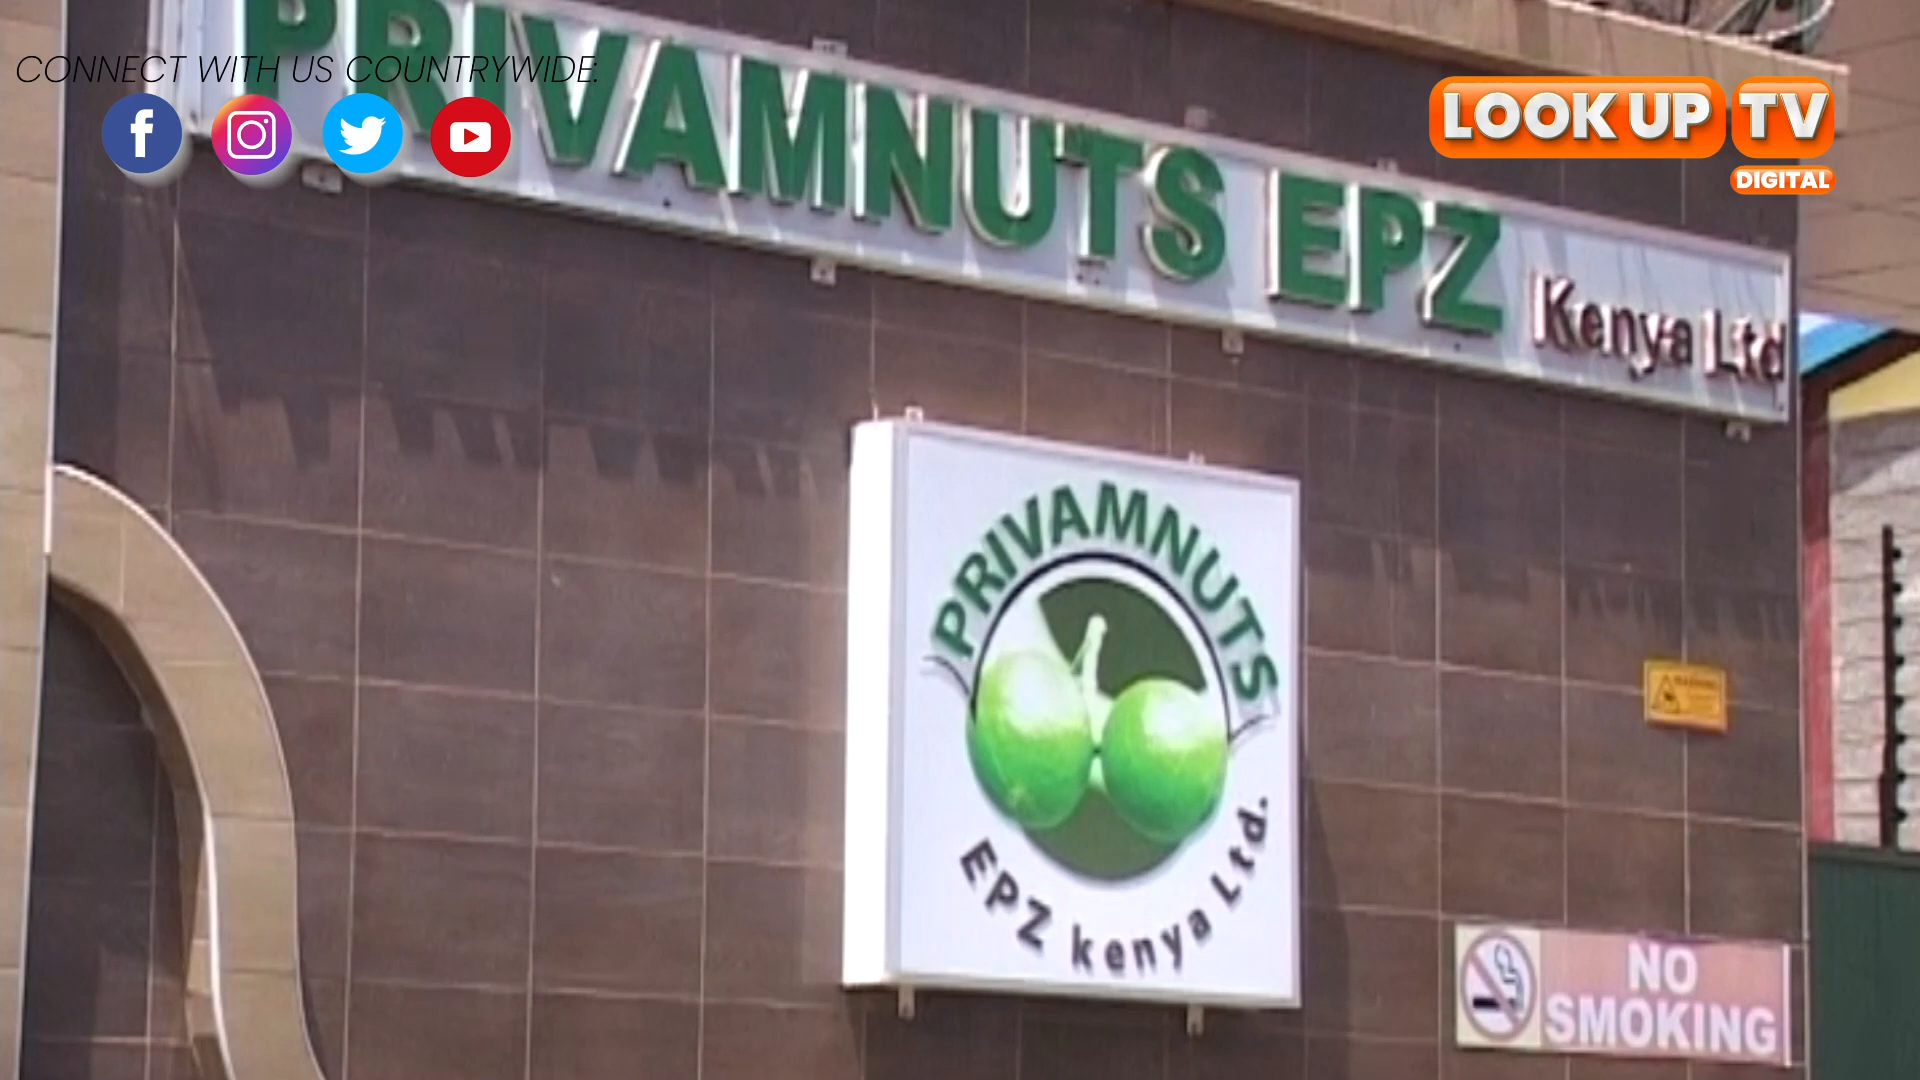 CONNECT WITH US COUNTRYWIDE:
LOOK UP TV
DIGITAL
PRIVAMNUTS EPZ Kenya Ltd
PRIVAMNUTS
EPZ kenya Ltd.
NO
SMOKING